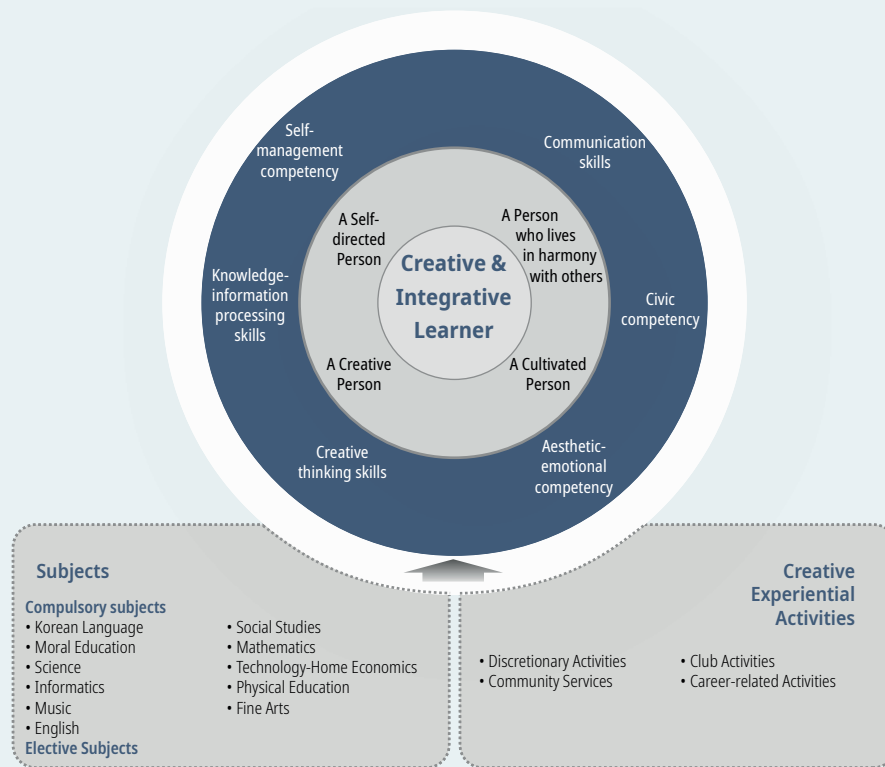 Self-
management
competency
Communication
skills
A Self-
directed
Person
A Person
who lives
in harmony
with others
Creative &
Integrative
Learner
Knowledge-
information
processing
skills
Civic
competency
A Creative
Person
A Cultivated
Person
Creative
thinking skills
Aesthetic-
emotional
competency
Subjects
Compulsory subjects
• Korean Language
• Moral Education
• Science
• Informatics
• Music
• English
• Social Studies
• Mathematics
• Technology-Home Economics
• Physical Education
• Fine Arts
Elective Subjects
Creative
Experiential
Activities
• Discretionary Activities
• Community Services
• Club Activities
• Career-related Activities